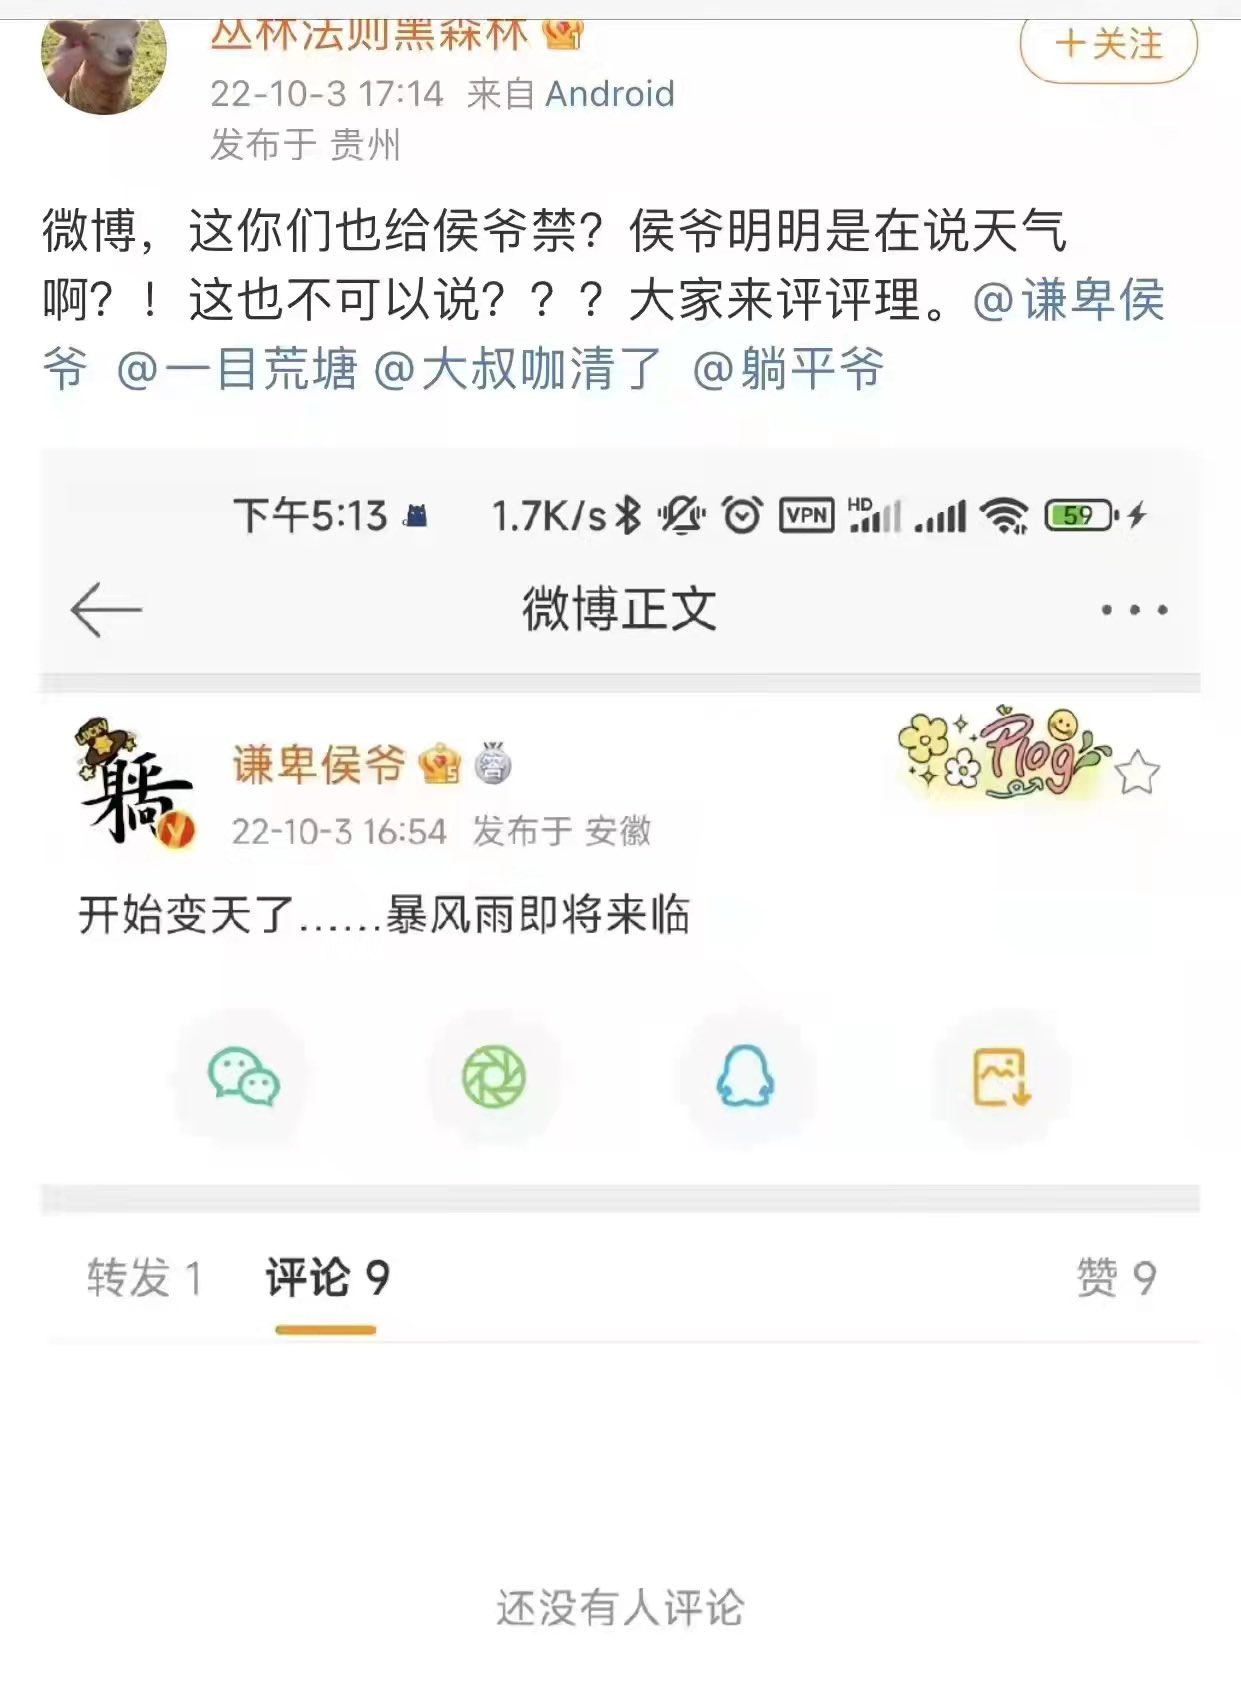 丛林法则黑森林
+关注
22-10-3 17:14 来自 Android
发布于 贵州
微博，这你们也给侯爷禁？侯爷明明是在说天气
啊？！这也不可以说？？？大家来评评理。@谦卑侯
爷 @一目荒塘 @大叔咖清了 @躺平爷
下午5:13 1.7K/s VPN HD 59
微博正文
LUCKY
躺
谦卑侯爷
Plog
22-10-3 16:54 发布于 安徽
开始变天了......暴风雨即将来临
转发 1 评论 9 赞 9
还没有人评论